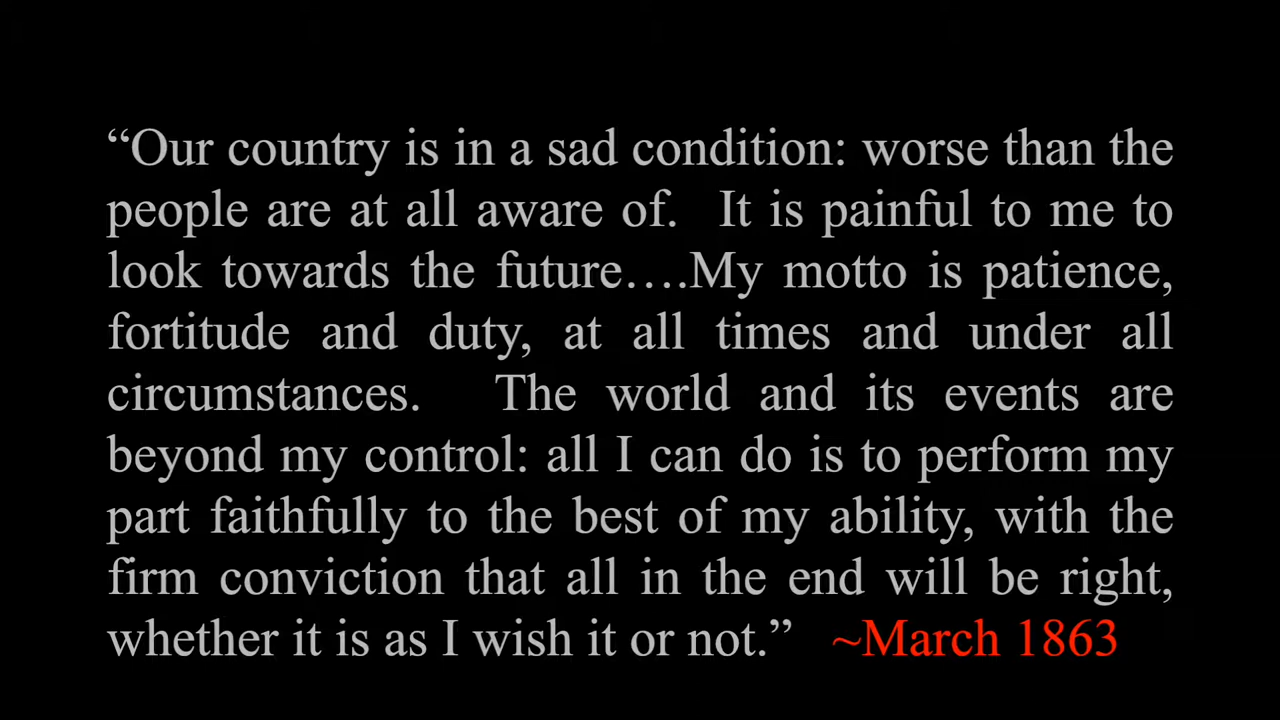 “Our country is in a sad condition: worse than the
people are at all aware of.  It is painful to me to
look towards the future….My motto is patience,
fortitude and duty, at all times and under all
circumstances.  The world and its events are
beyond my control: all I can do is to perform my
part faithfully to the best of my ability, with the
firm conviction that all in the end will be right,
whether it is as I wish it or not.”  ~March 1863